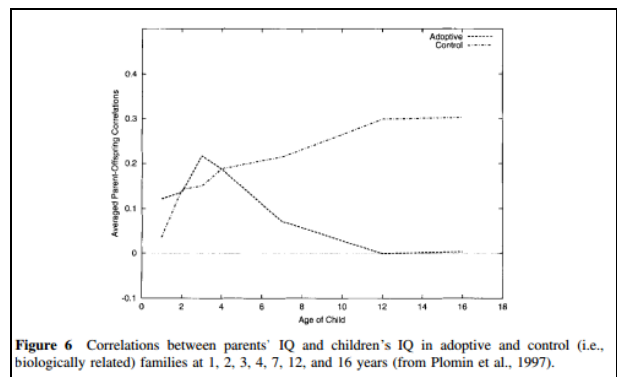 Adoptive
Control
0.4
0.3
0.2
0.1
0
-0.1
Averaged Parent-Offspring Correlations
0 2 4 6 8 10 12 14 16 18
Age of Child
Figure 6 Correlations between parents' IQ and children's IQ in adoptive and control (i.e.,
biologically related) families at 1, 2, 3, 4, 7, 12, and 16 years (from Plomin et al., 1997).